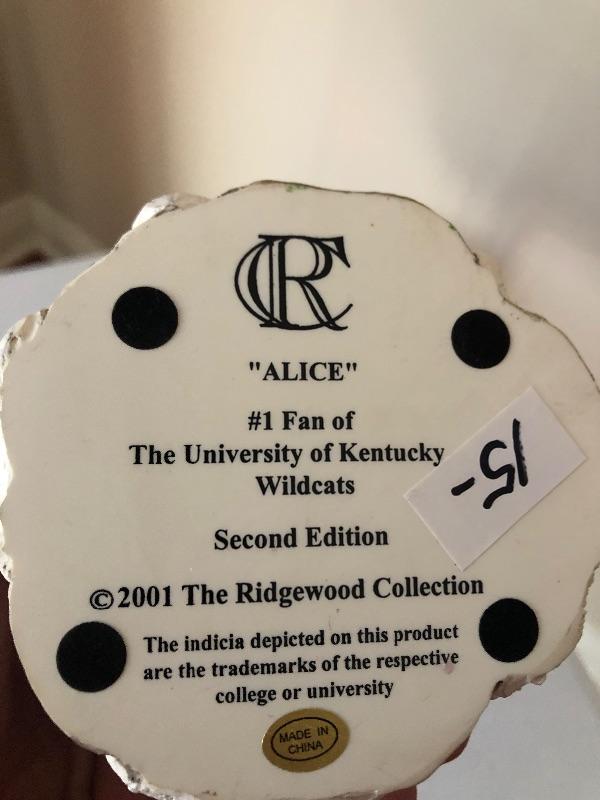 RC
"ALICE"
#1 Fan of
The University of Kentucky
Wildcats
15-
Second Edition
©2001 The Ridgewood Collection
The indicia depicted on this product
are the trademarks of the respective
college or university
MADE IN
CHINA